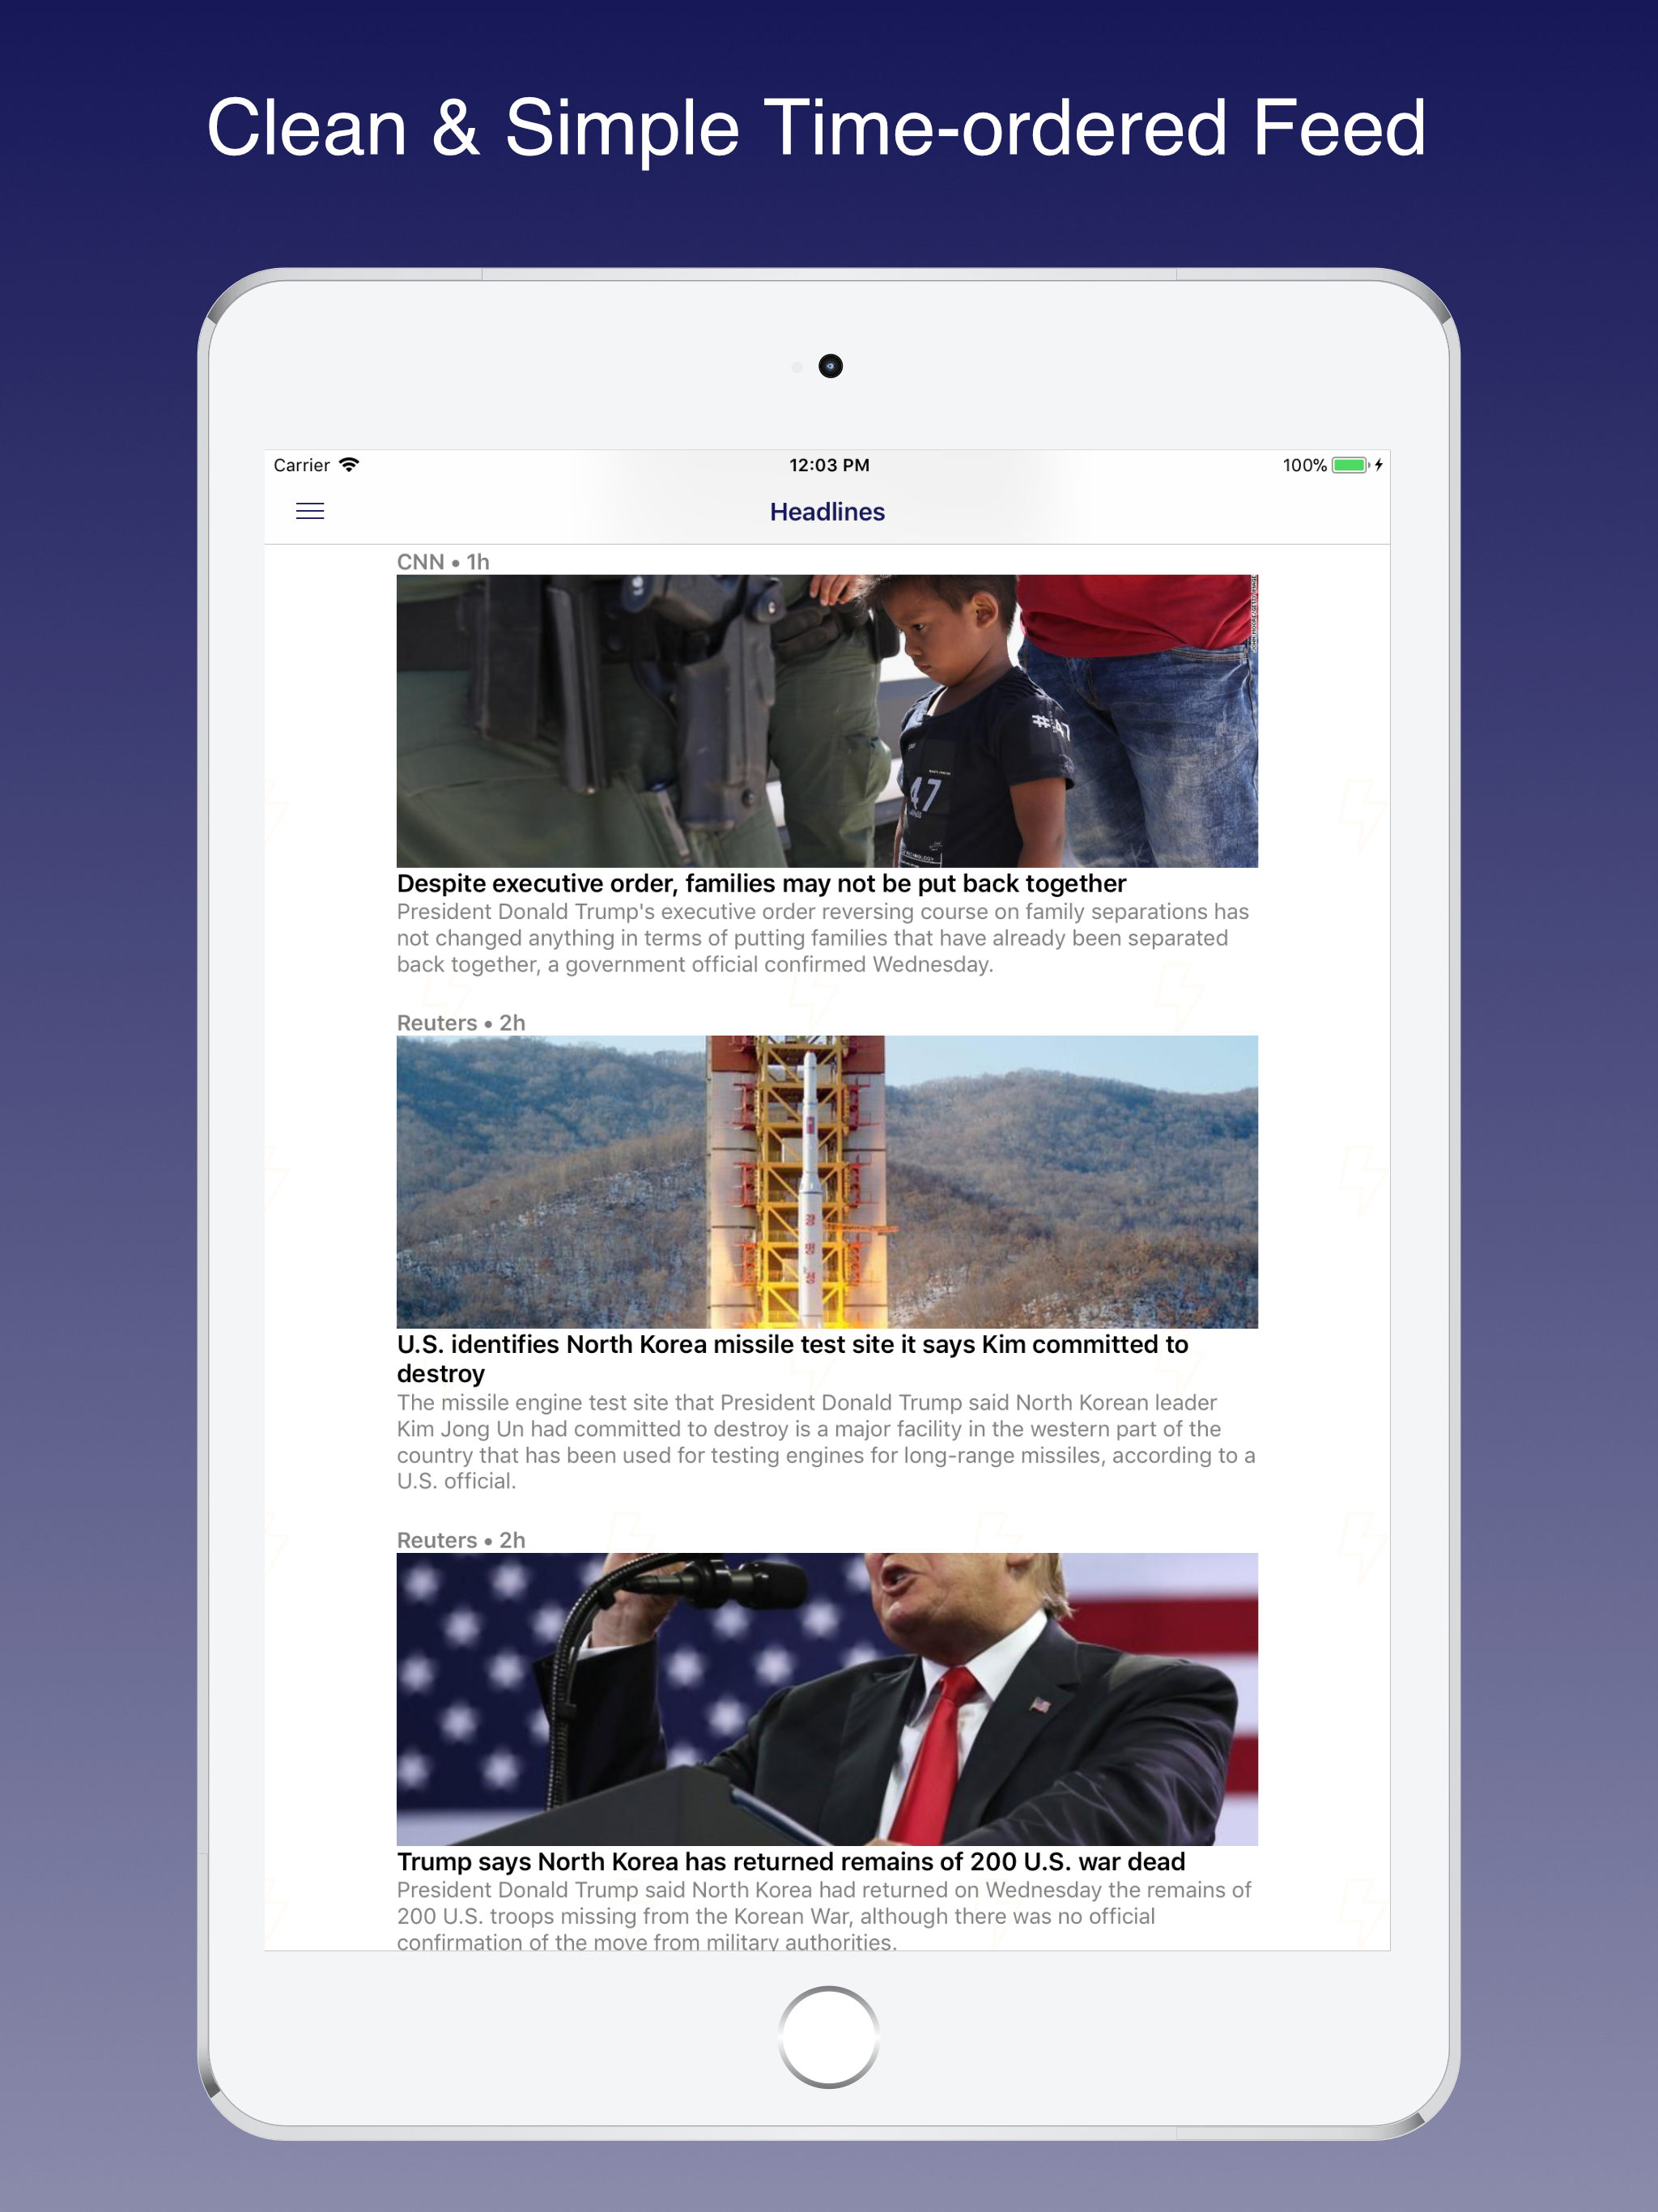 Clean & Simple Time-ordered Feed
Carrier
12:03 PM
100%
Headlines
CNN • 1h
47
Despite executive order, families may not be put back together
President Donald Trump's executive order reversing course on family separations has
not changed anything in terms of putting families that have already been separated
back together, a government official confirmed Wednesday.
Reuters • 2h
광
명
성
U.S. identifies North Korea missile test site it says Kim committed to
destroy
The missile engine test site that President Donald Trump said North Korean leader
Kim Jong Un had committed to destroy is a major facility in the western part of the
country that has been used for testing engines for long-range missiles, according to a
U.S. official.
Reuters • 2h
Trump says North Korea has returned remains of 200 U.S. war dead
President Donald Trump said North Korea had returned on Wednesday the remains of
200 U.S. troops missing from the Korean War, although there was no official
confirmation of the move from military authorities.